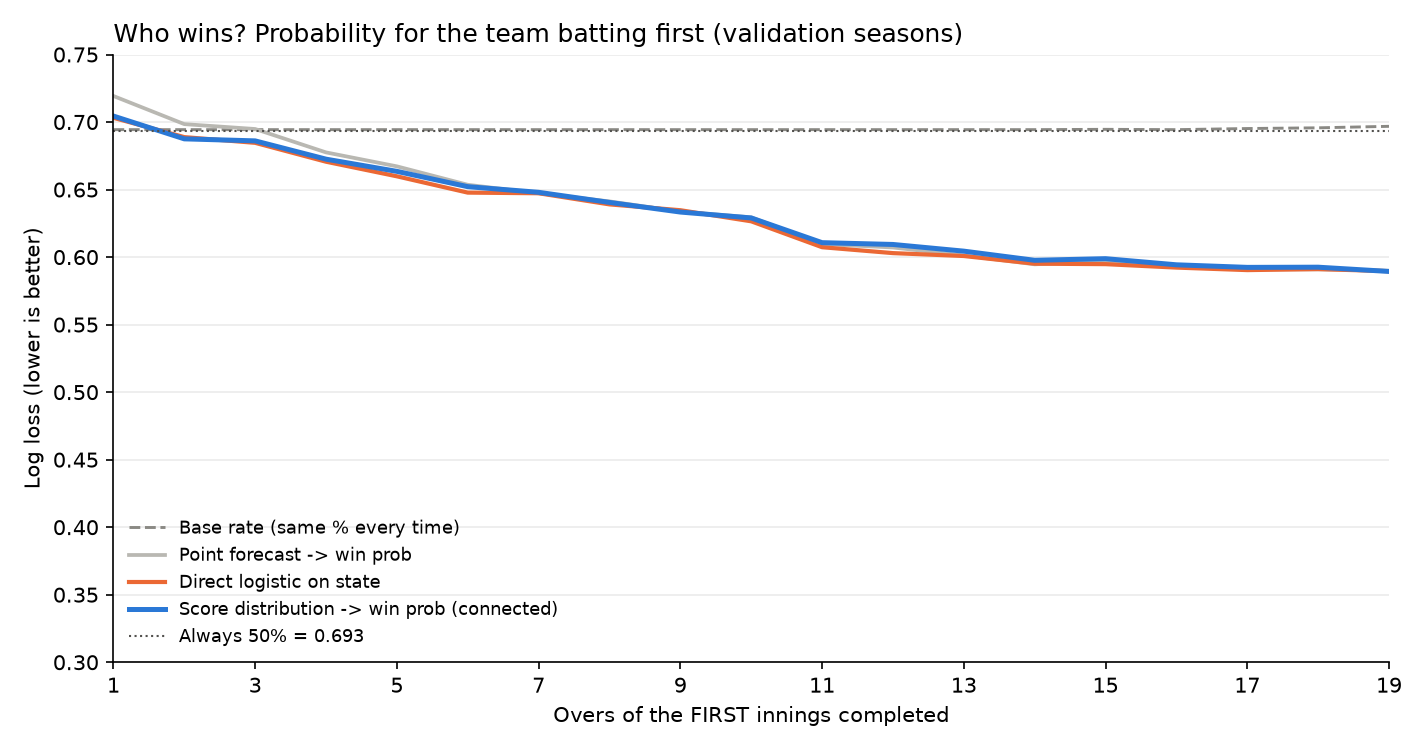 Who wins? Probability for the team batting first (validation seasons)
0.75
0.70
0.65
0.60
0.55
0.50
0.45
0.40
0.35
0.30
Log loss (lower is better)
Base rate (same % every time)
Point forecast -> win prob
Direct logistic on state
Score distribution -> win prob (connected)
Always 50% = 0.693
1 3 5 7 9 11 13 15 17 19
Overs of the FIRST innings completed